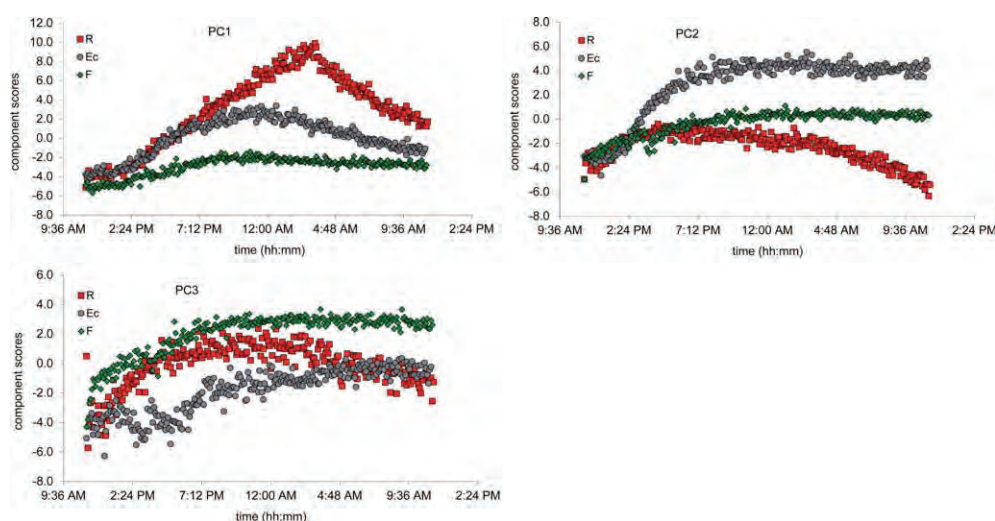 PC1
R
Ec
F
component scores
12.0
10.0
8.0
6.0
4.0
2.0
0.0
-2.0
-4.0
-6.0
-8.0
9:36 AM 2:24 PM 7:12 PM 12:00 AM 4:48 AM 9:36 AM 2:24 PM
time (hh:mm)
PC2
R
Ec
F
component scores
8.0
6.0
4.0
2.0
0.0
-2.0
-4.0
-6.0
-8.0
9:36 AM 2:24 PM 7:12 PM 12:00 AM 4:48 AM 9:36 AM 2:24 PM
time (hh:mm)
PC3
R
Ec
F
component scores
6.0
4.0
2.0
0.0
-2.0
-4.0
-6.0
-8.0
9:36 AM 2:24 PM 7:12 PM 12:00 AM 4:48 AM 9:36 AM 2:24 PM
time (hh:mm)